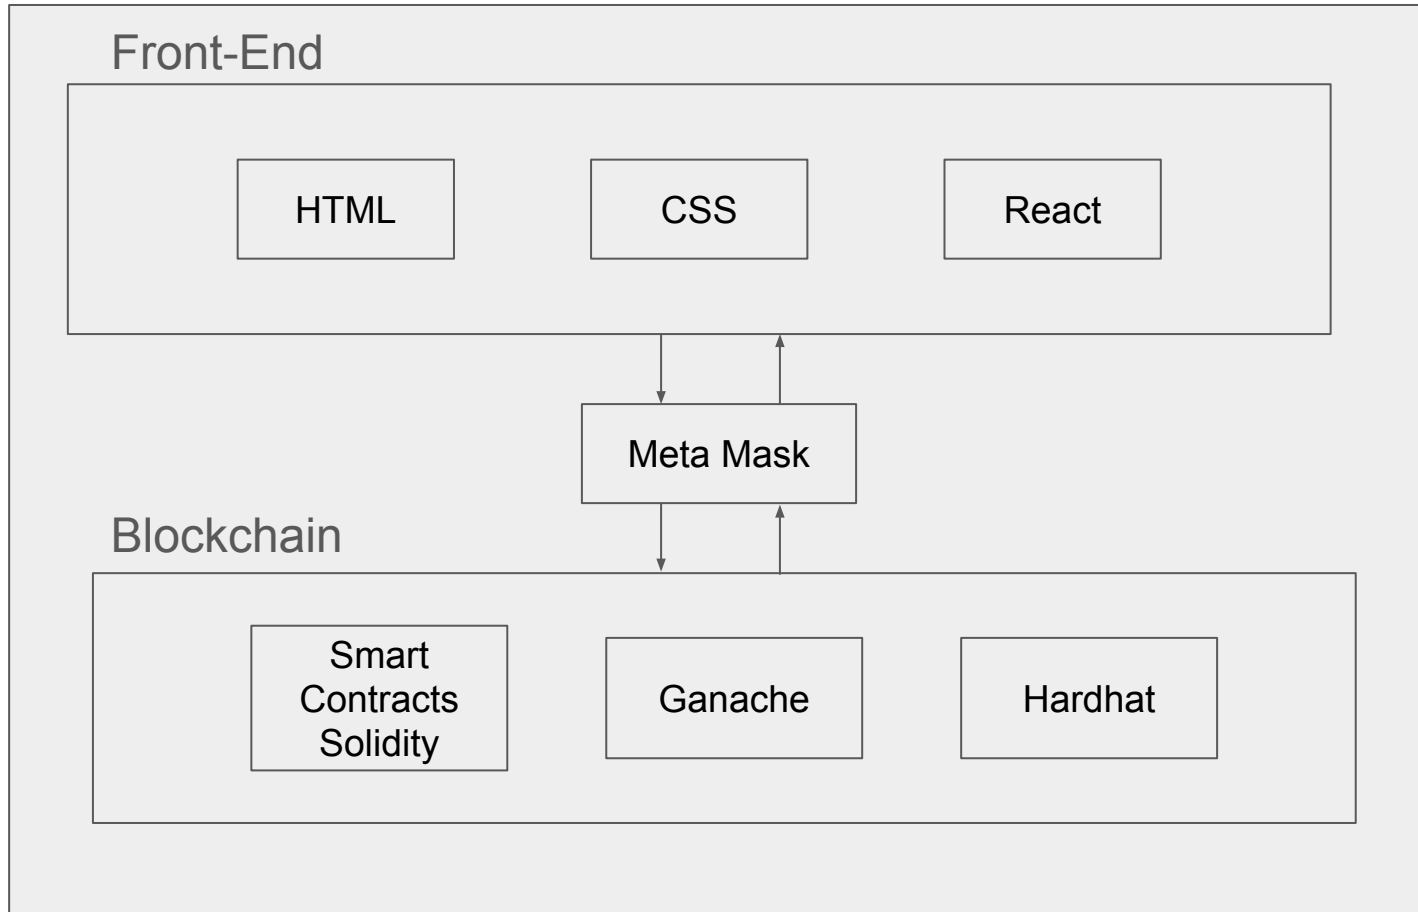 Front-End
HTML
CSS
React
Meta Mask
Blockchain
Smart
Contracts
Solidity
Ganache
Hardhat